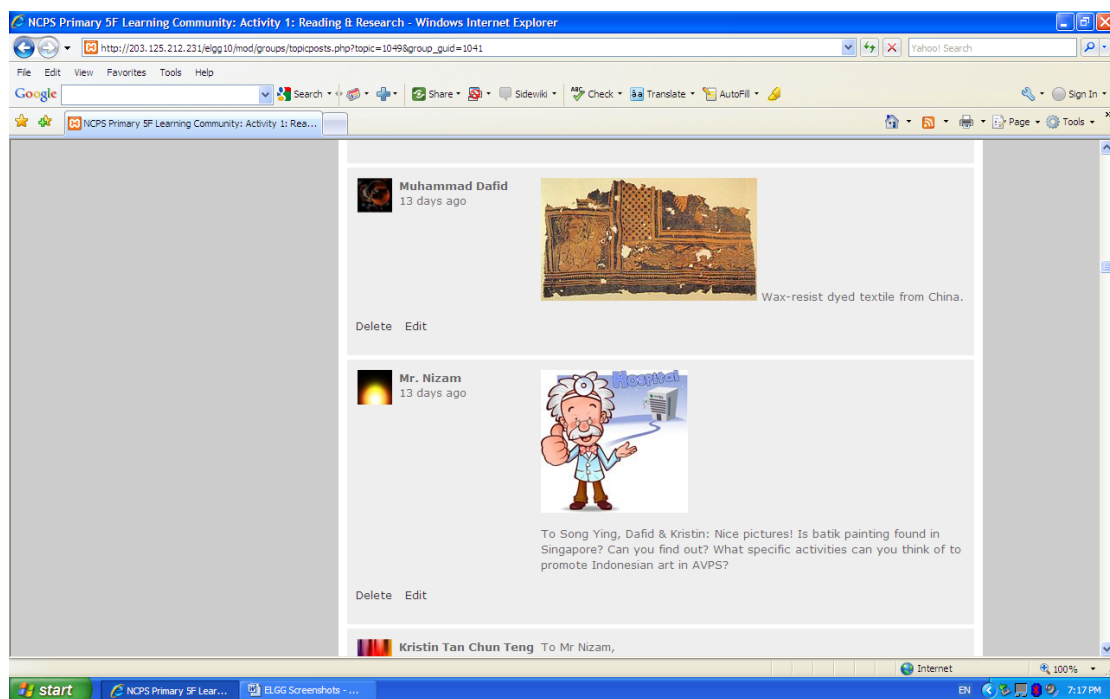 NCPS Primary 5F Learning Community: Activity 1: Reading & Research - Windows Internet Explorer
http://203.125.212.231/elgg10/mod/groups/topicposts.php?topic=1049&group_guid=1041
Yahoo! Search
File Edit View Favorites Tools Help
Google Search Share Sidewiki Check Translate AutoFill Sign In
NCPS Primary 5F Learning Community: Activity 1: Rea... Page Tools
Muhammad Dafid
13 days ago
Wax-resist dyed textile from China.
Delete Edit
Mr. Nizam
13 days ago
Hospital
To Song Ying, Dafid & Kristin: Nice pictures! Is batik painting found in
Singapore? Can you find out? What specific activities can you think of to
promote Indonesian art in AVPS?
Delete Edit
Kristin Tan Chun Teng To Mr Nizam,
Internet 100%
start NCPS Primary 5F Lear... ELGG Screenshots - ... EN 7:17 PM